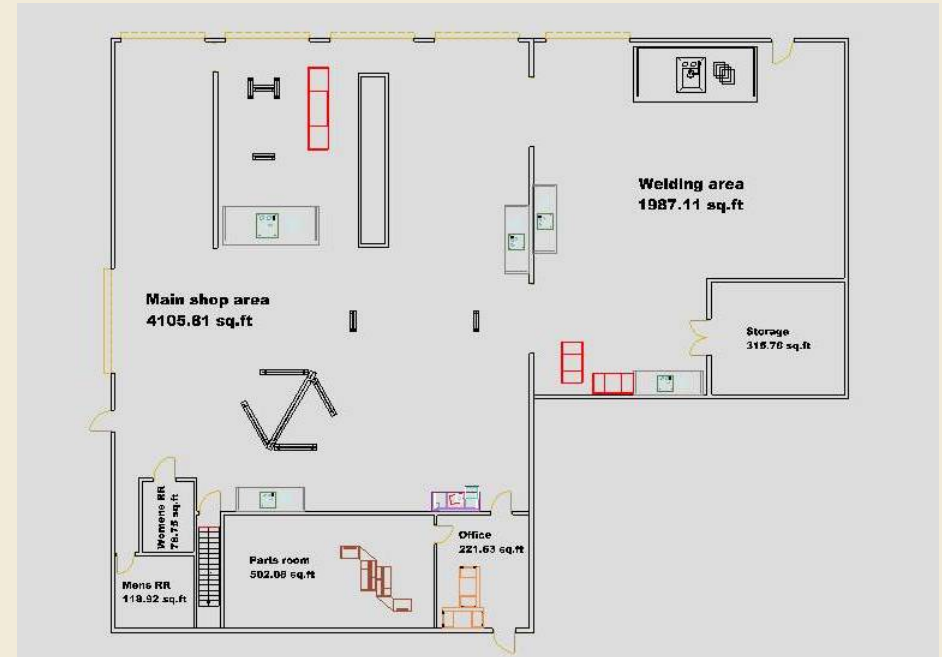 Welding area
1987.11 sq.ft
Main shop area
4105.81 sq.ft
Storage
315.76 sq.ft
Womens RR
78.75 sq.ft
Office
221.63 sq.ft
Parts room
502.08 sq.ft
Mens RR
118.92 sq.ft